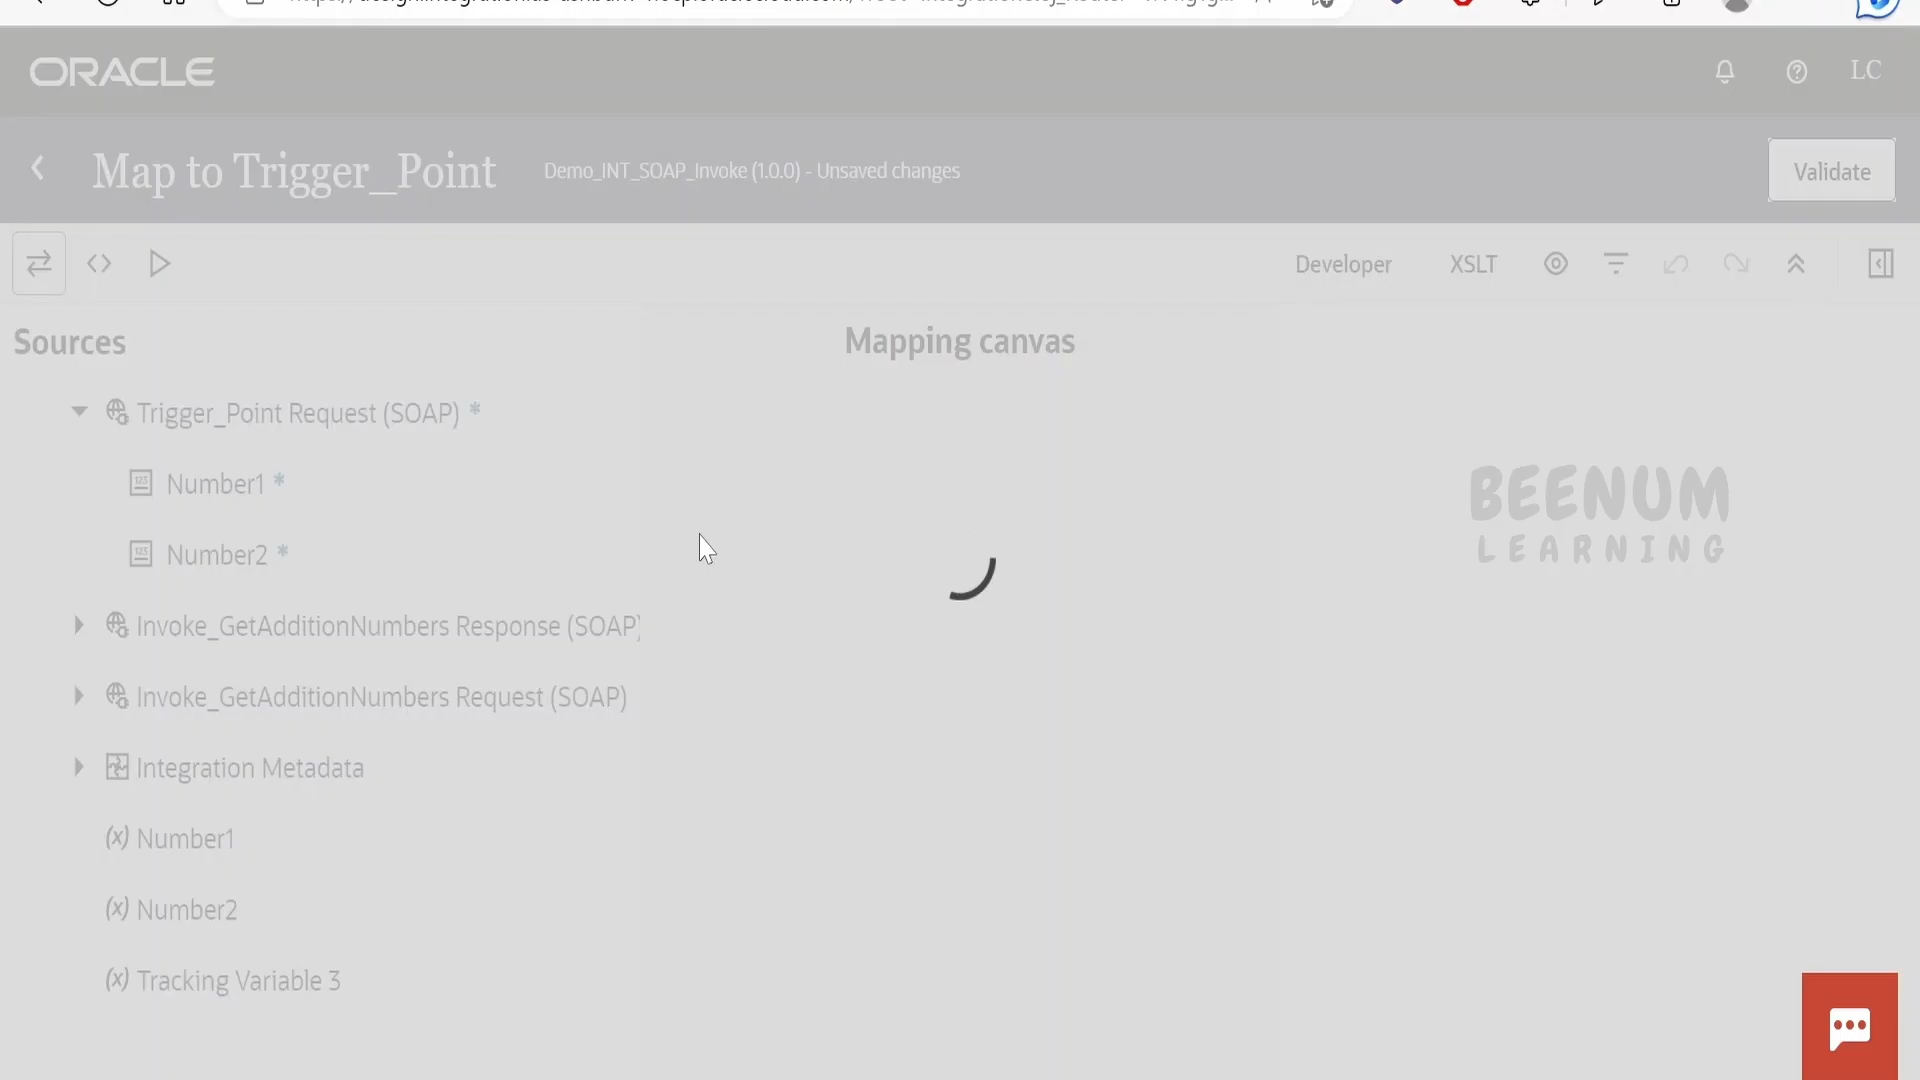 ORACLE
LC
Map to Trigger_Point
Demo_INT_SOAP_Invoke (1.0.0) - Unsaved changes
Validate
Developer
XSLT
Sources
Mapping canvas
Trigger_Point Request (SOAP) *
Number1 *
Number2 *
Invoke_GetAdditionNumbers Response (SOAP)
Invoke_GetAdditionNumbers Request (SOAP)
Integration Metadata
(x) Number1
(x) Number2
(x) Tracking Variable 3
BEENUM
LEARNING